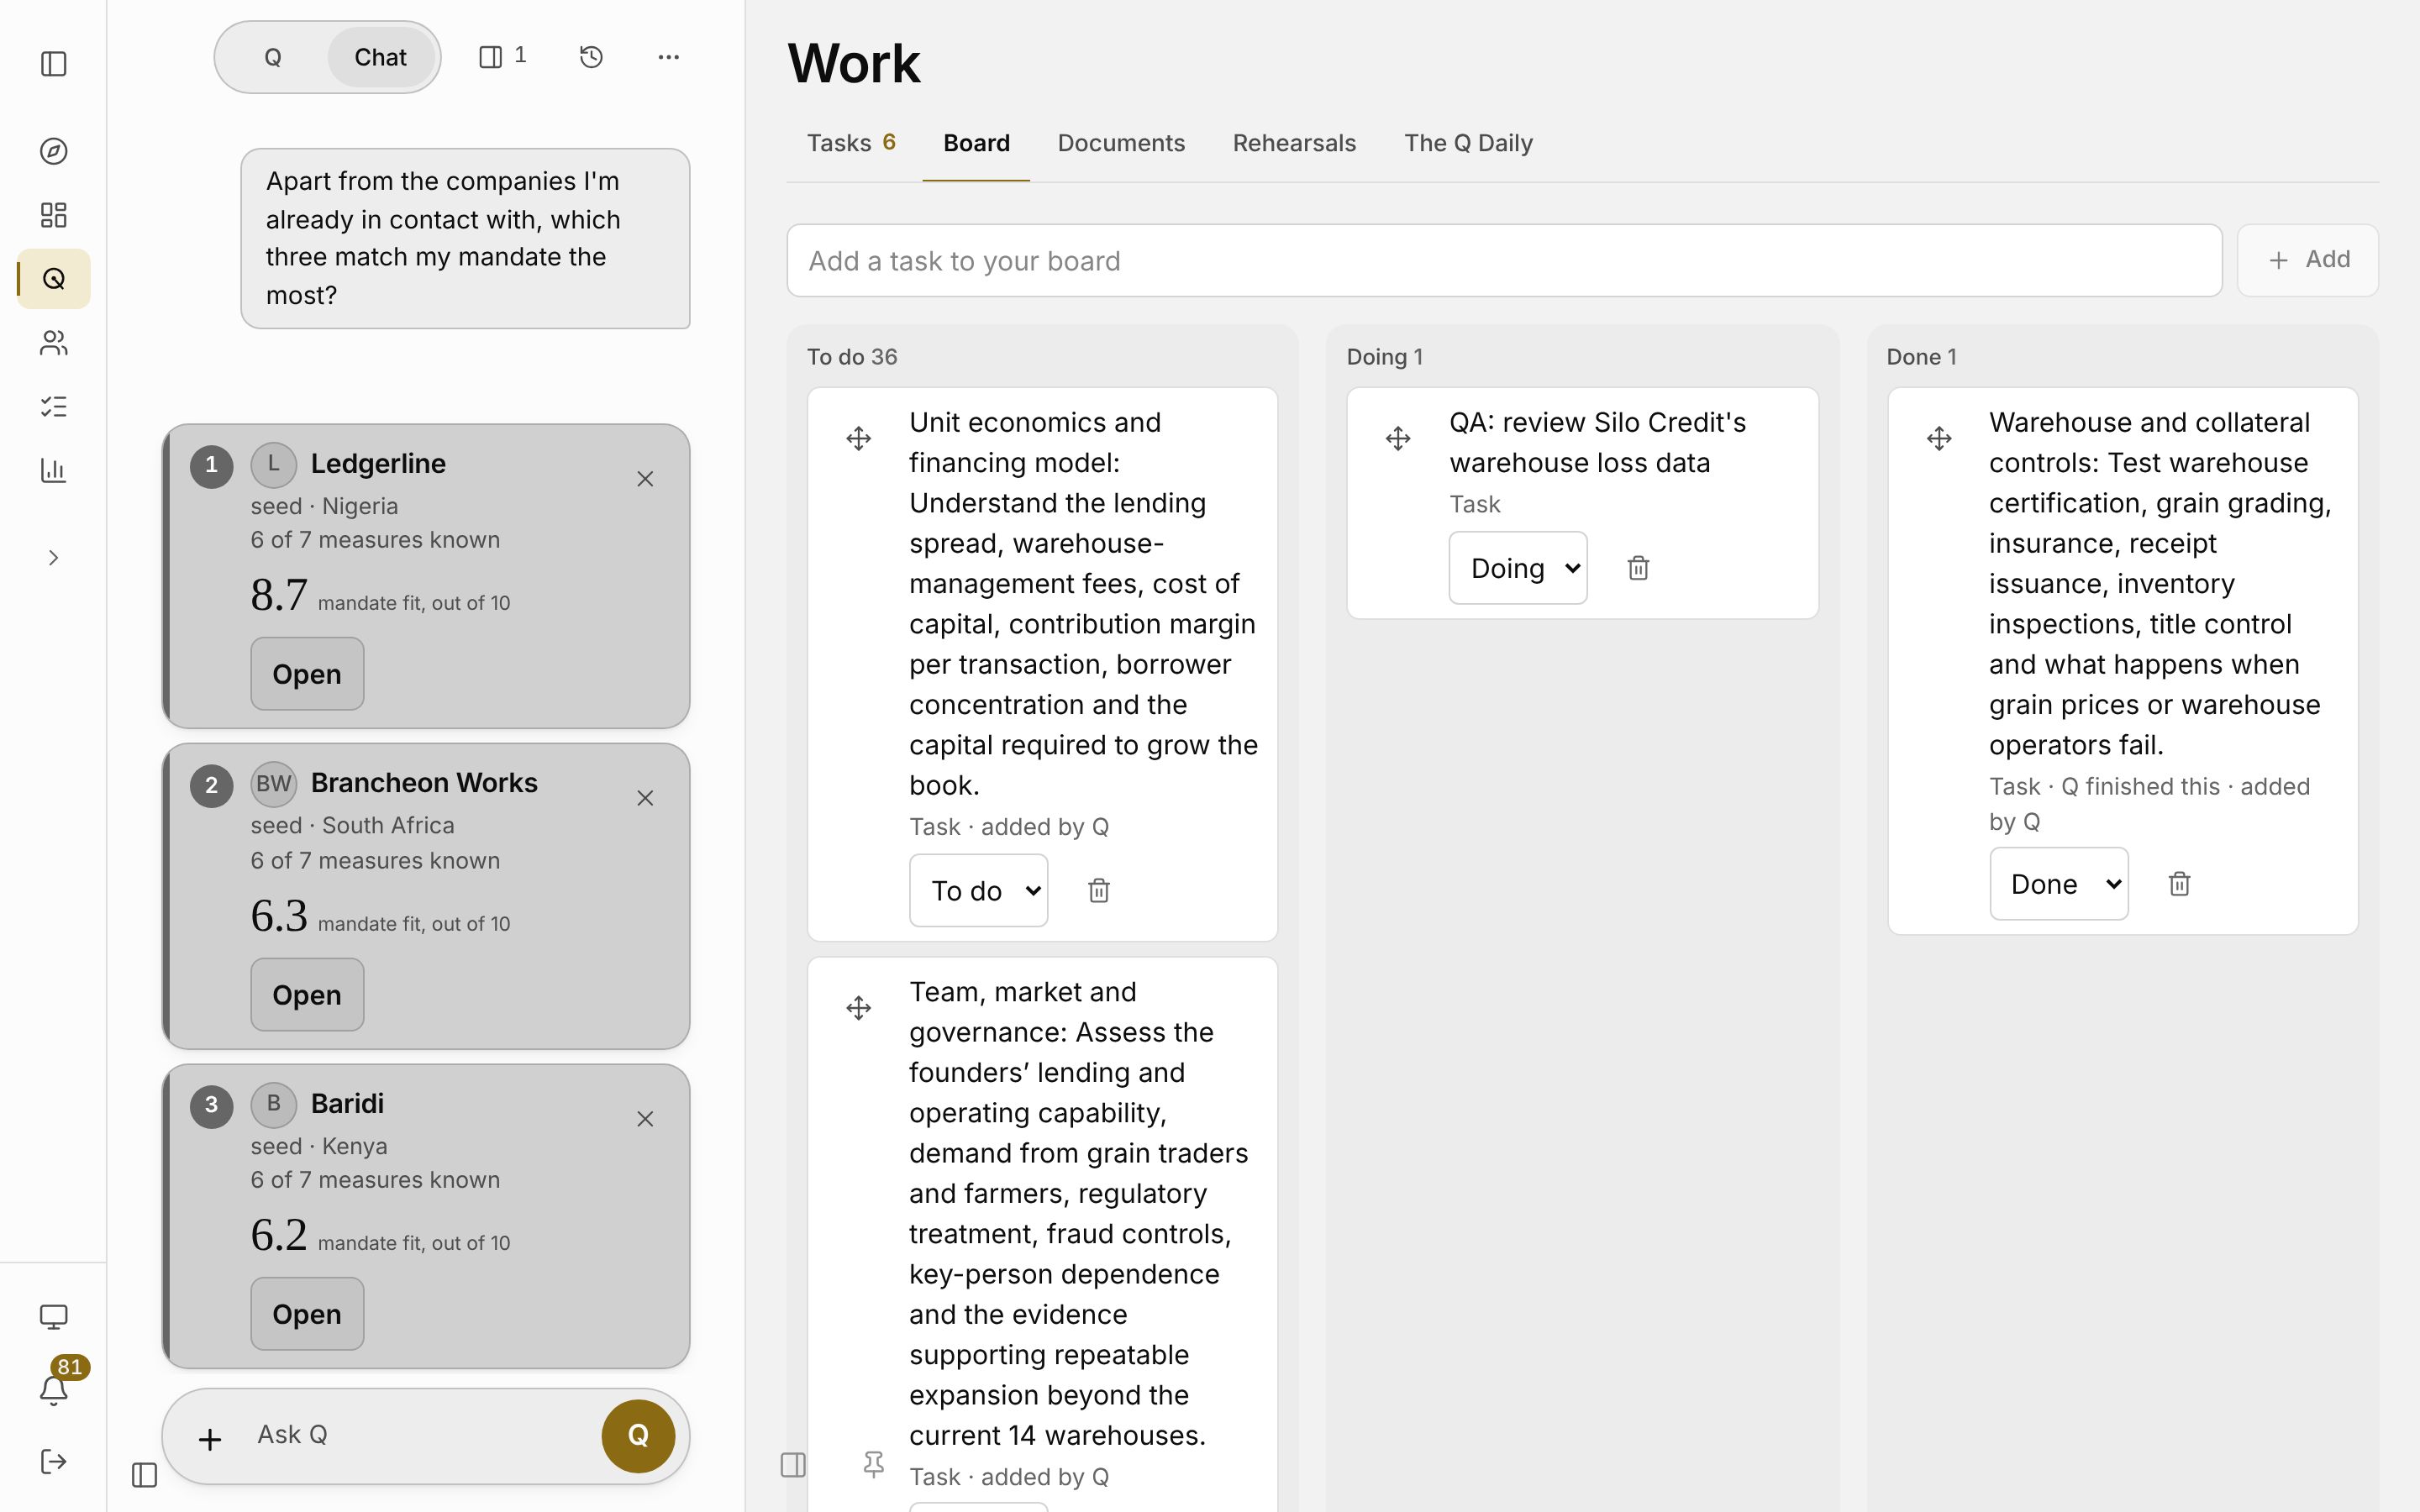 Q
Chat
1
Apart from the companies I'm
already in contact with, which
three match my mandate the
most?
1
L
Ledgerline
seed · Nigeria
6 of 7 measures known
8.7 mandate fit, out of 10
Open
2
BW
Brancheon Works
seed · South Africa
6 of 7 measures known
6.3 mandate fit, out of 10
Open
3
B
Baridi
seed · Kenya
6 of 7 measures known
6.2 mandate fit, out of 10
Open
81
Ask Q
Q
Work
Tasks 6
Board
Documents
Rehearsals
The Q Daily
Add a task to your board
Add
To do 36
Unit economics and
financing model:
Understand the lending
spread, warehouse-
management fees, cost of
capital, contribution margin
per transaction, borrower
concentration and the
capital required to grow the
book.
Task · added by Q
To do
Team, market and
governance: Assess the
founders’ lending and
operating capability,
demand from grain traders
and farmers, regulatory
treatment, fraud controls,
key-person dependence
and the evidence
supporting repeatable
expansion beyond the
current 14 warehouses.
Task · added by Q
Doing 1
QA: review Silo Credit's
warehouse loss data
Task
Doing
Done 1
Warehouse and collateral
controls: Test warehouse
certification, grain grading,
insurance, receipt
issuance, inventory
inspections, title control
and what happens when
grain prices or warehouse
operators fail.
Task · Q finished this · added
by Q
Done